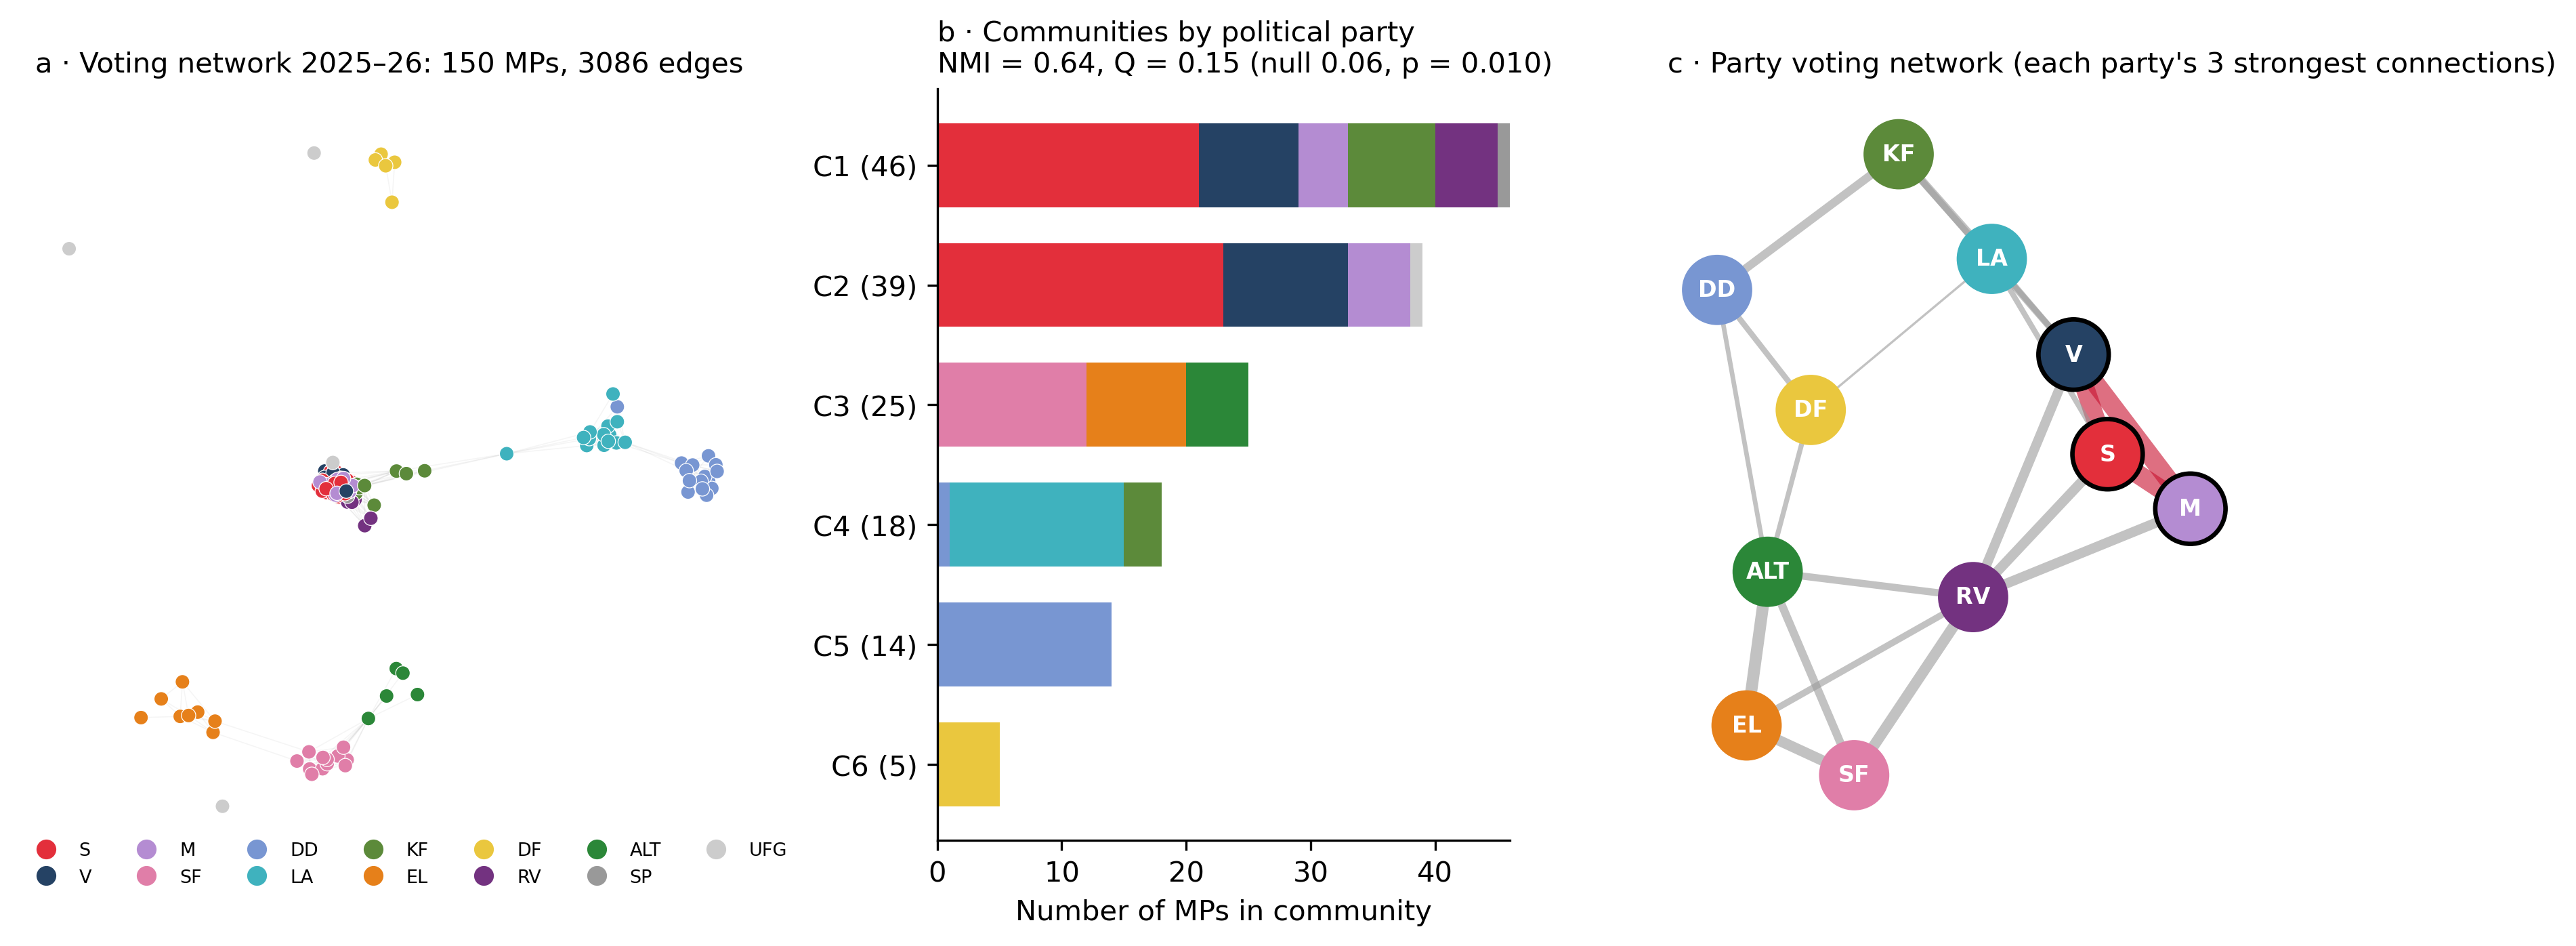 a · Voting network 2025–26: 150 MPs, 3086 edges
S
V
M
SF
DD
LA
KF
EL
DF
RV
ALT
SP
UFG
b · Communities by political party
NMI = 0.64, Q = 0.15 (null 0.06, p = 0.010)
C1 (46)
C2 (39)
C3 (25)
C4 (18)
C5 (14)
C6 (5)
0 10 20 30 40
Number of MPs in community
c · Party voting network (each party's 3 strongest connections)
KF
LA
DD
V
DF
S
M
ALT
RV
EL
SF